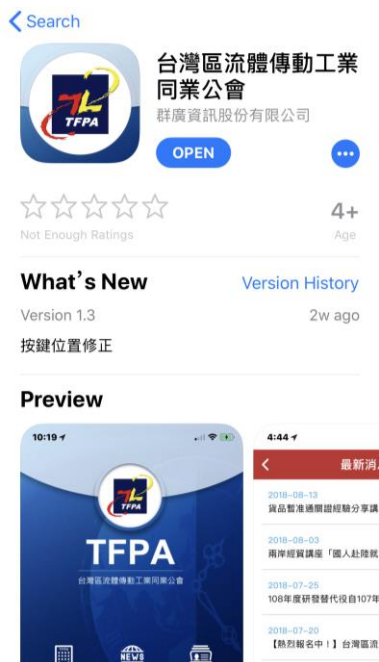 Search
台灣區流體傳動工業
同業公會
群廣資訊股份有限公司
TFPA
OPEN
4+
Not Enough Ratings
Age
What's New
Version History
Version 1.3
2w ago
按鍵位置修正
Preview
10:19
TFPA
TFPA
台灣區流體傳動工業同業公會
NEWS
4:44
最新消
2018-08-13
貨品暫准通關證經驗分享講
2018-08-03
兩岸經貿講座「國人赴陸就
2018-07-25
108年度研發替代役自107年
2018-07-20
【熱烈報名中!】台灣區流